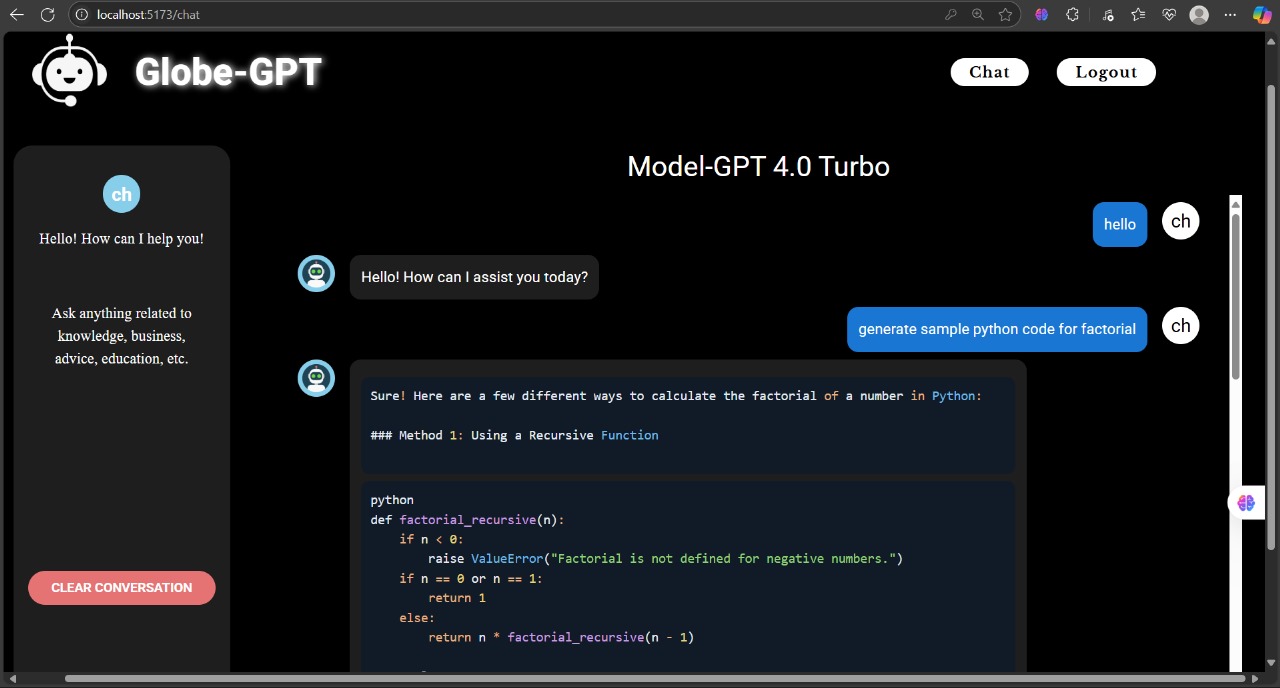 localhost:5173/chat
Globe-GPT
Chat
Logout
ch
Hello! How can I help you!
Ask anything related to
knowledge, business,
advice, education, etc.
CLEAR CONVERSATION
Model-GPT 4.0 Turbo
hello
ch
Hello! How can I assist you today?
generate sample python code for factorial
ch
Sure! Here are a few different ways to calculate the factorial of a number in Python:
### Method 1: Using a Recursive Function
python
def factorial_recursive(n):
    if n < 0:
        raise ValueError("Factorial is not defined for negative numbers.")
    if n == 0 or n == 1:
        return 1
    else:
        return n * factorial_recursive(n - 1)